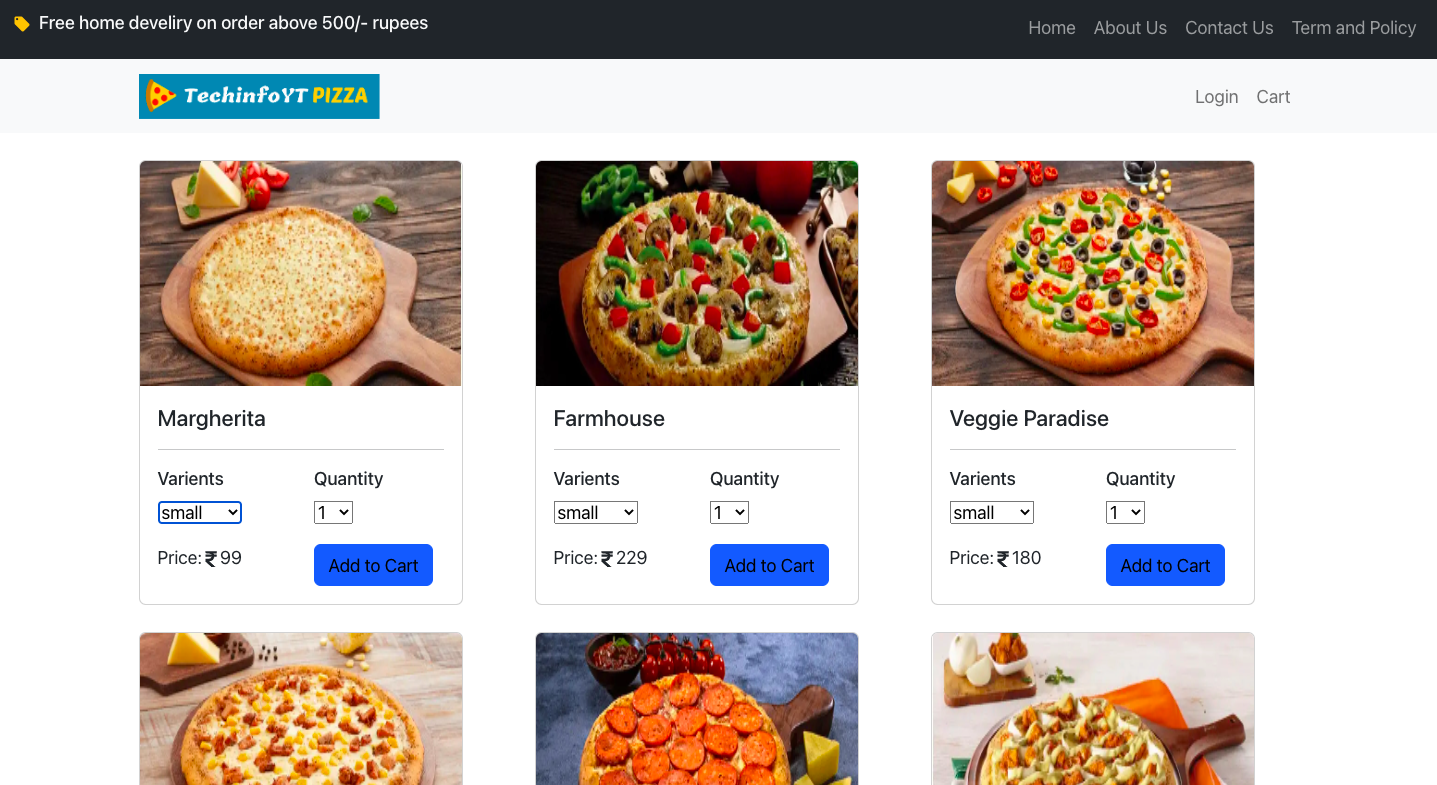 Free home develiry on order above 500/- rupees
Home About Us Contact Us Term and Policy
TechinfoYT PIZZA
Login Cart
Margherita
Varients Quantity
small 1
Price: ₹ 99 Add to Cart
Farmhouse
Varients Quantity
small 1
Price: ₹ 229 Add to Cart
Veggie Paradise
Varients Quantity
small 1
Price: ₹ 180 Add to Cart